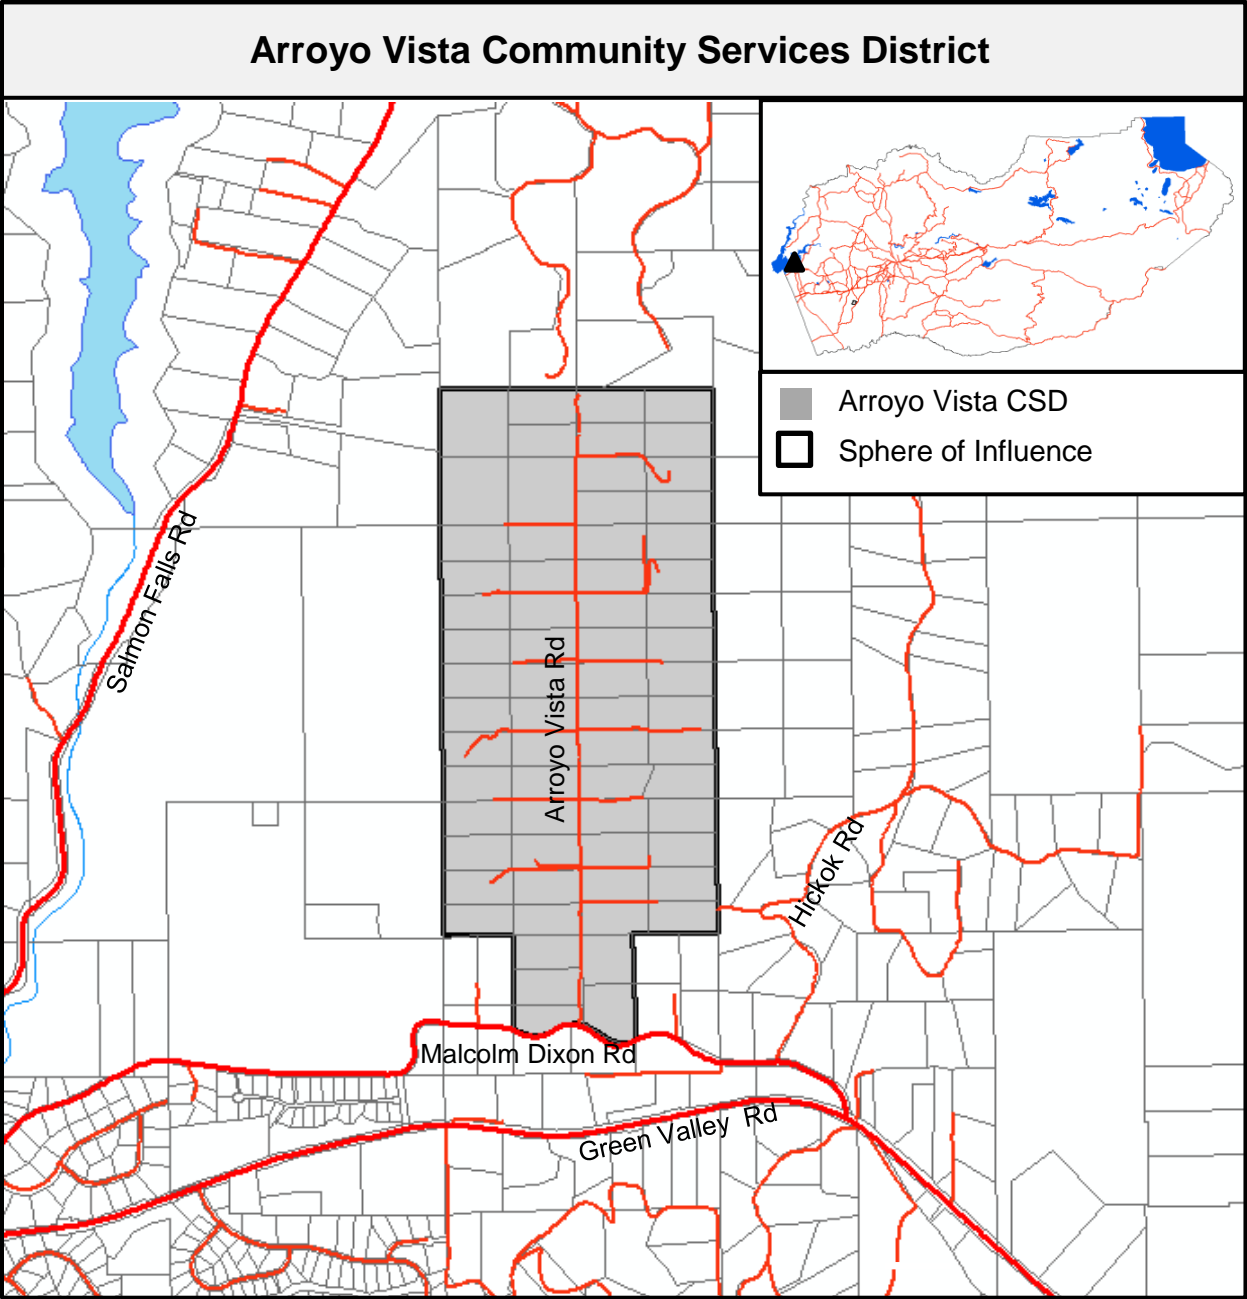 Arroyo Vista Community Services District
Arroyo Vista CSD
Sphere of Influence
Salmon Falls Rd
Arroyo Vista Rd
Hickok Rd
Malcolm Dixon Rd
Green Valley Rd